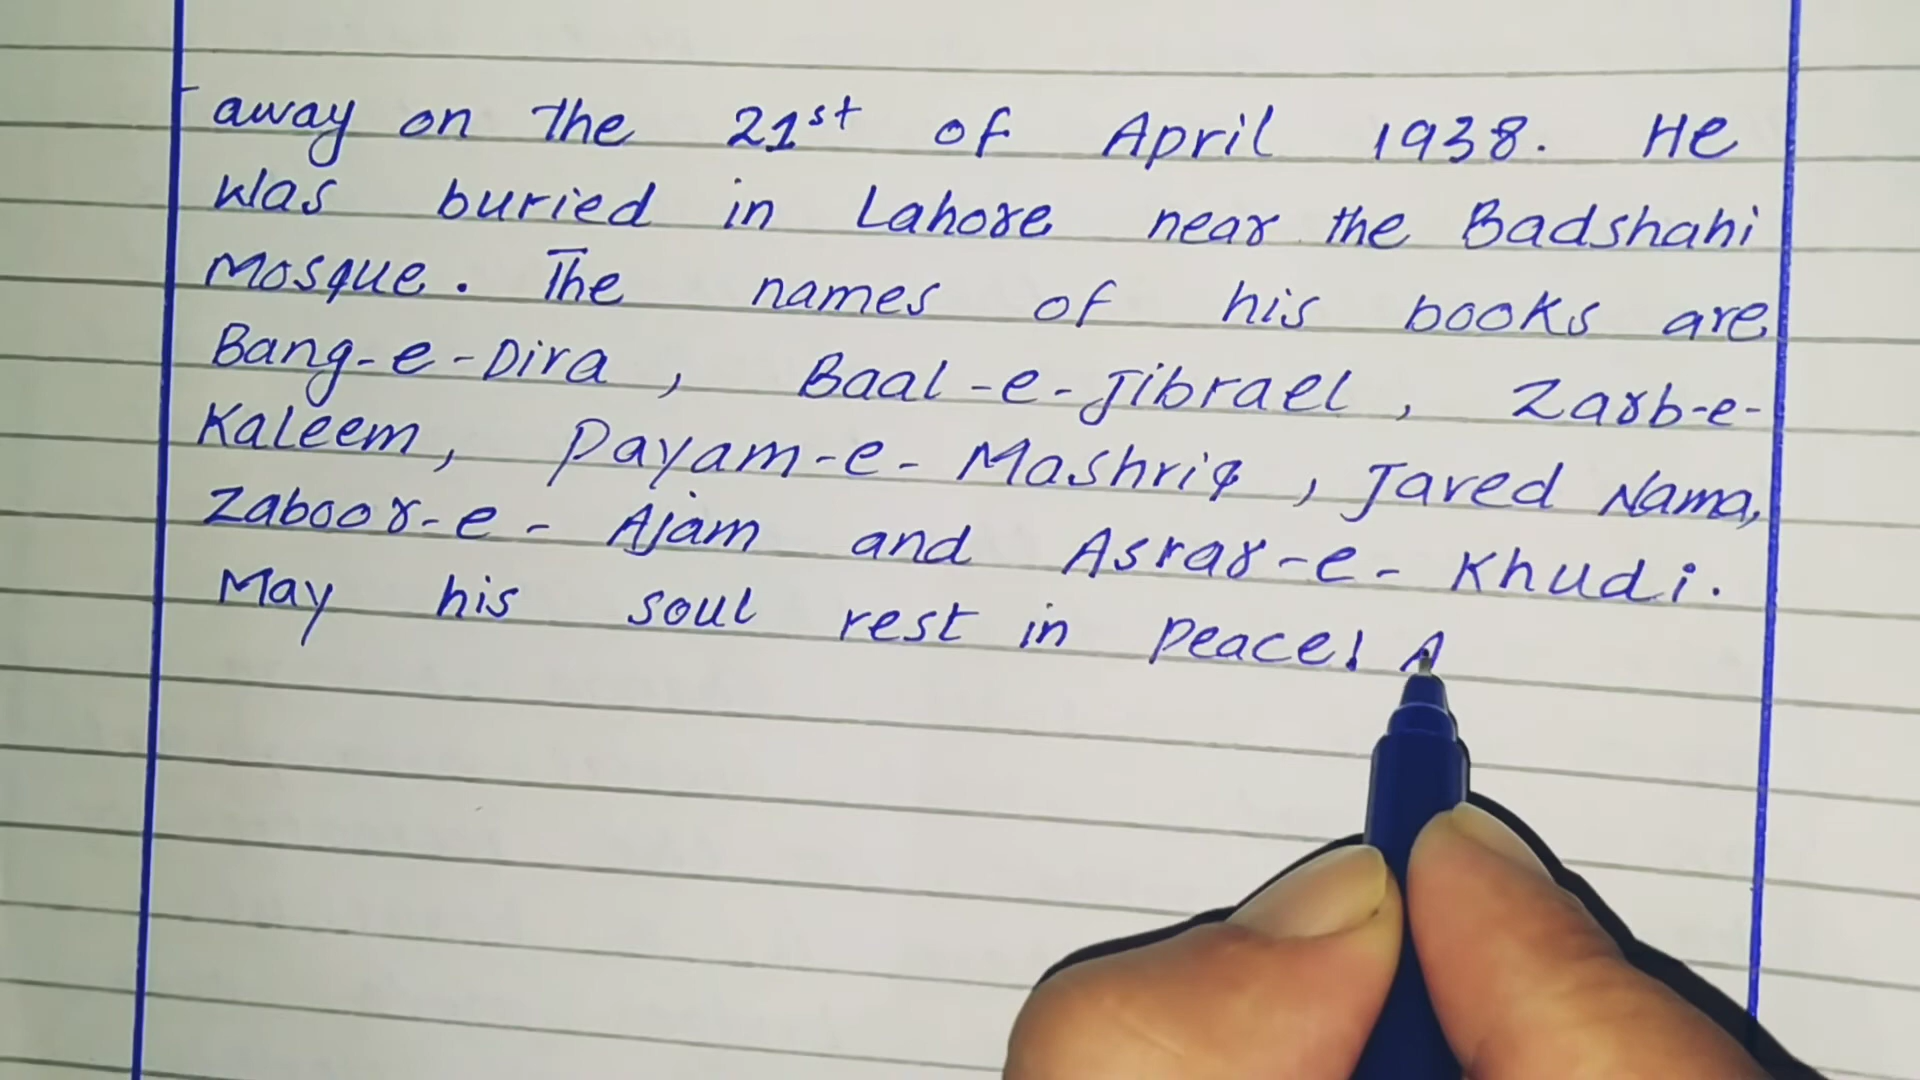 away on the 21st of April 1938. He
was buried in Lahore near the Badshahi
Mosque. The names of his books are
Bang-e-Dira, Baal-e-Jibrael, Zarb-e-
Kaleem, Payam-e-Mashriq, Javed Nama,
Zaboor-e-Ajam and Asrar-e-Khudi.
May his soul rest in peace! A